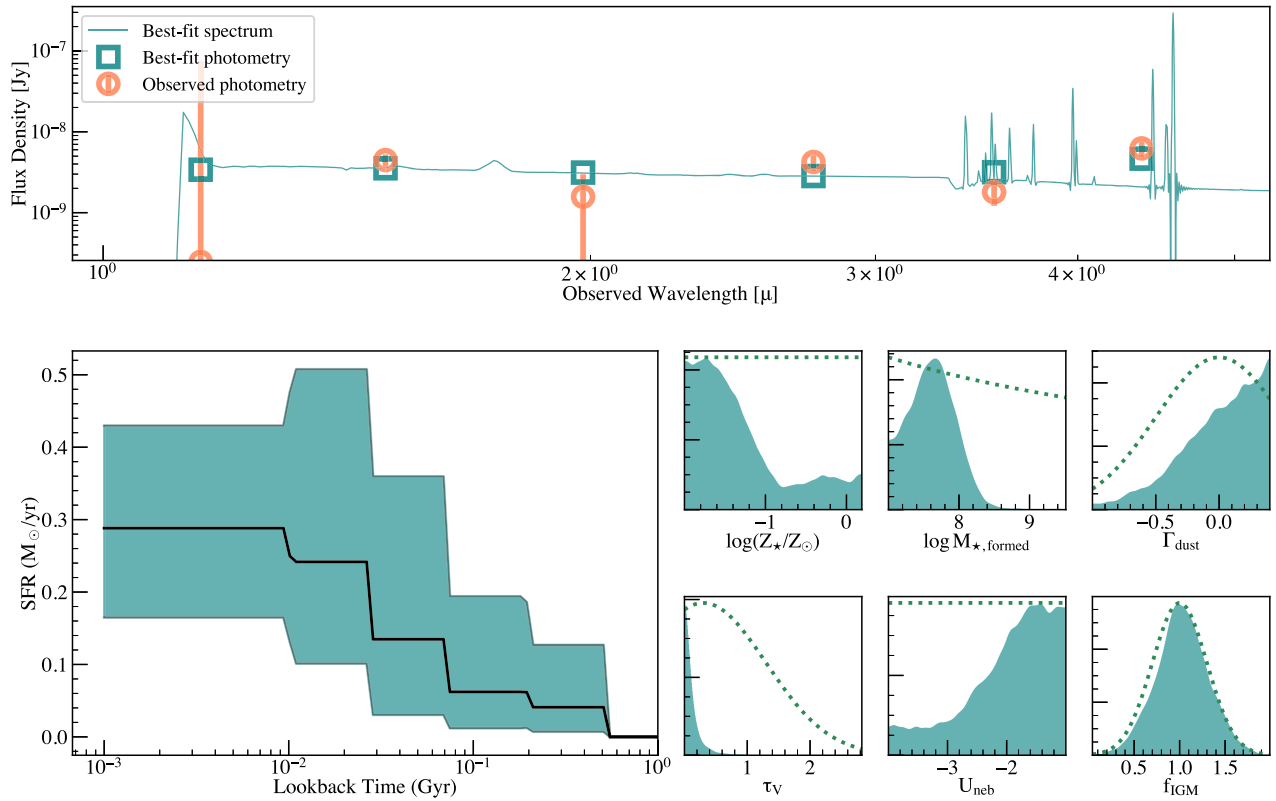 Best-fit spectrum
Best-fit photometry
Observed photometry
Flux Density [Jy]
10⁻⁷
10⁻⁸
10⁻⁹
10⁰
2 × 10⁰
3 × 10⁰
4 × 10⁰
Observed Wavelength [μ]
SFR (M⊙/yr)
0.5
0.4
0.3
0.2
0.1
0.0
10⁻³
10⁻²
10⁻¹
10⁰
Lookback Time (Gyr)
−1
0
log(Z⋆/Z⊙)
8
9
log M⋆,formed
−0.5
0.0
Γdust
1
2
τV
−3
−2
Uneb
0.5
1.0
1.5
fIGM